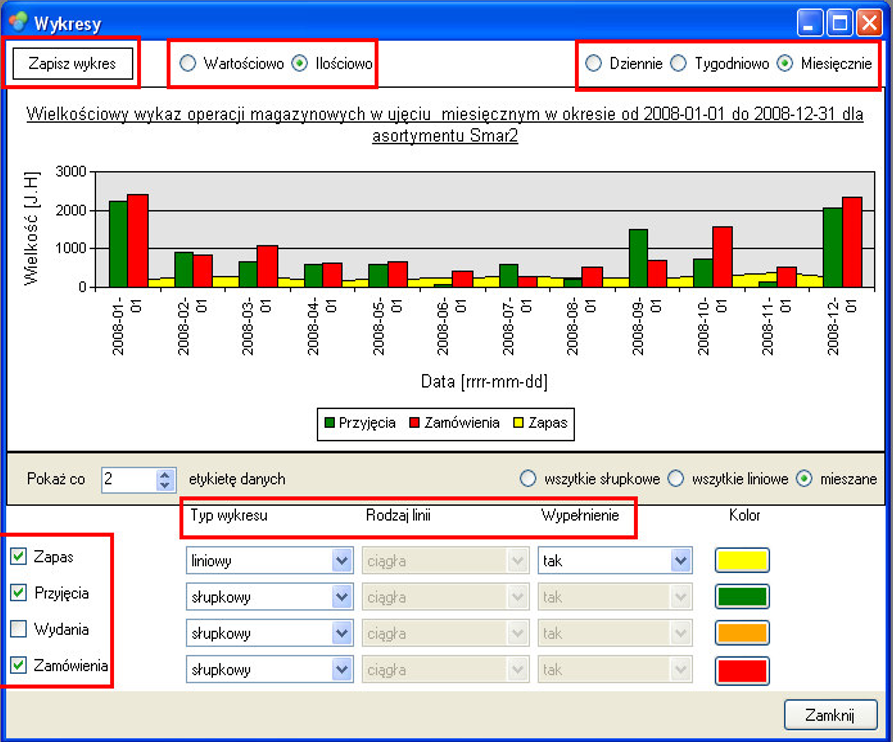 Wykresy
Zapisz wykres Wartościowo Ilościowo Dziennie Tygodniowo Miesięcznie
Wielkościowy wykaz operacji magazynowych w ujęciu miesięcznym w okresie od 2008-01-01 do 2008-12-31 dla
asortymentu Smar2
Wielkość [J.H]
3000
2000
1000
0
2008-01-01 2008-02-01 2008-03-01 2008-04-01 2008-05-01 2008-06-01 2008-07-01 2008-08-01 2008-09-01 2008-10-01 2008-11-01 2008-12-01
Data [rrrr-mm-dd]
Przyjęcia Zamówienia Zapas
Pokaż co 2 etykietę danych wszytkie słupkowe wszytkie liniowe mieszane
Typ wykresu Rodzaj linii Wypełnienie Kolor
Zapas liniowy ciągła tak
Przyjęcia słupkowy ciągła tak
Wydania słupkowy ciągła tak
Zamówienia słupkowy ciągła tak
Zamknij